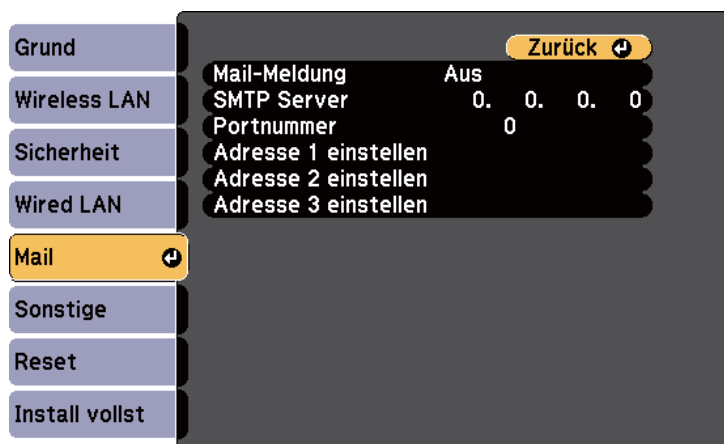 Grund
Wireless LAN
Sicherheit
Wired LAN
Mail
Sonstige
Reset
Install vollst
Zurück
Mail-Meldung Aus
SMTP Server 0. 0. 0. 0
Portnummer 0
Adresse 1 einstellen
Adresse 2 einstellen
Adresse 3 einstellen